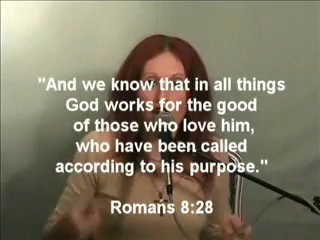 "And we know that in all things
God works for the good
of those who love him,
who have been called
according to his purpose."
Romans 8:28